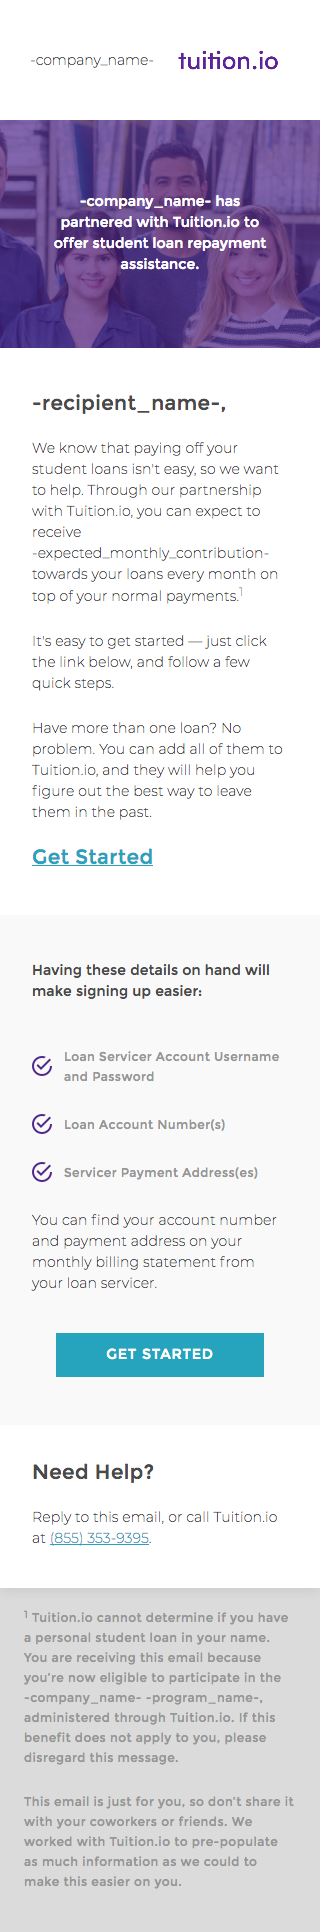 -company_name- tuition.io
-company_name- has
partnered with Tuition.io to
offer student loan repayment
assistance.
-recipient_name-,
We know that paying off your
student loans isn't easy, so we want
to help. Through our partnership
with Tuition.io, you can expect to
receive
-expected_monthly_contribution-
towards your loans every month on
top of your normal payments.1
It's easy to get started — just click
the link below, and follow a few
quick steps.
Have more than one loan? No
problem. You can add all of them to
Tuition.io, and they will help you
figure out the best way to leave
them in the past.
Get Started
Having these details on hand will
make signing up easier:
Loan Servicer Account Username
and Password
Loan Account Number(s)
Servicer Payment Address(es)
You can find your account number
and payment address on your
monthly billing statement from
your loan servicer.
GET STARTED
Need Help?
Reply to this email, or call Tuition.io
at (855) 353-9395.
1 Tuition.io cannot determine if you have
a personal student loan in your name.
You are receiving this email because
you're now eligible to participate in the
-company_name- -program_name-,
administered through Tuition.io. If this
benefit does not apply to you, please
disregard this message.
This email is just for you, so don't share it
with your coworkers or friends. We
worked with Tuition.io to pre-populate
as much information as we could to
make this easier on you.